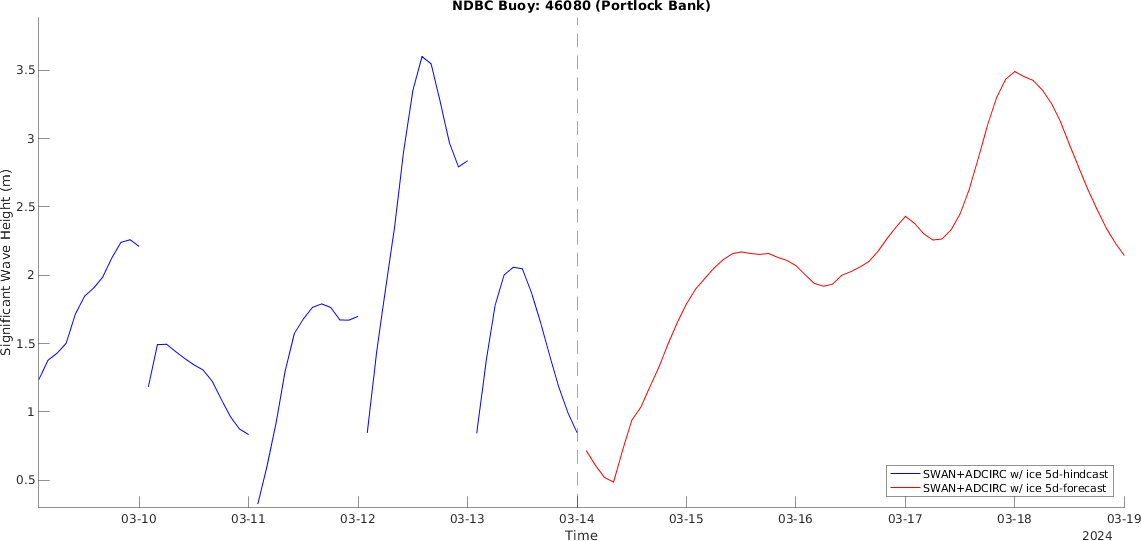 NDBC Buoy: 46080 (Portlock Bank)
Significant Wave Height (m)
3.5
3
2.5
2
1.5
1
0.5
SWAN+ADCIRC w/ ice 5d-hindcast
SWAN+ADCIRC w/ ice 5d-forecast
03-10 03-11 03-12 03-13 03-14 03-15 03-16 03-17 03-18 03-19
Time
2024